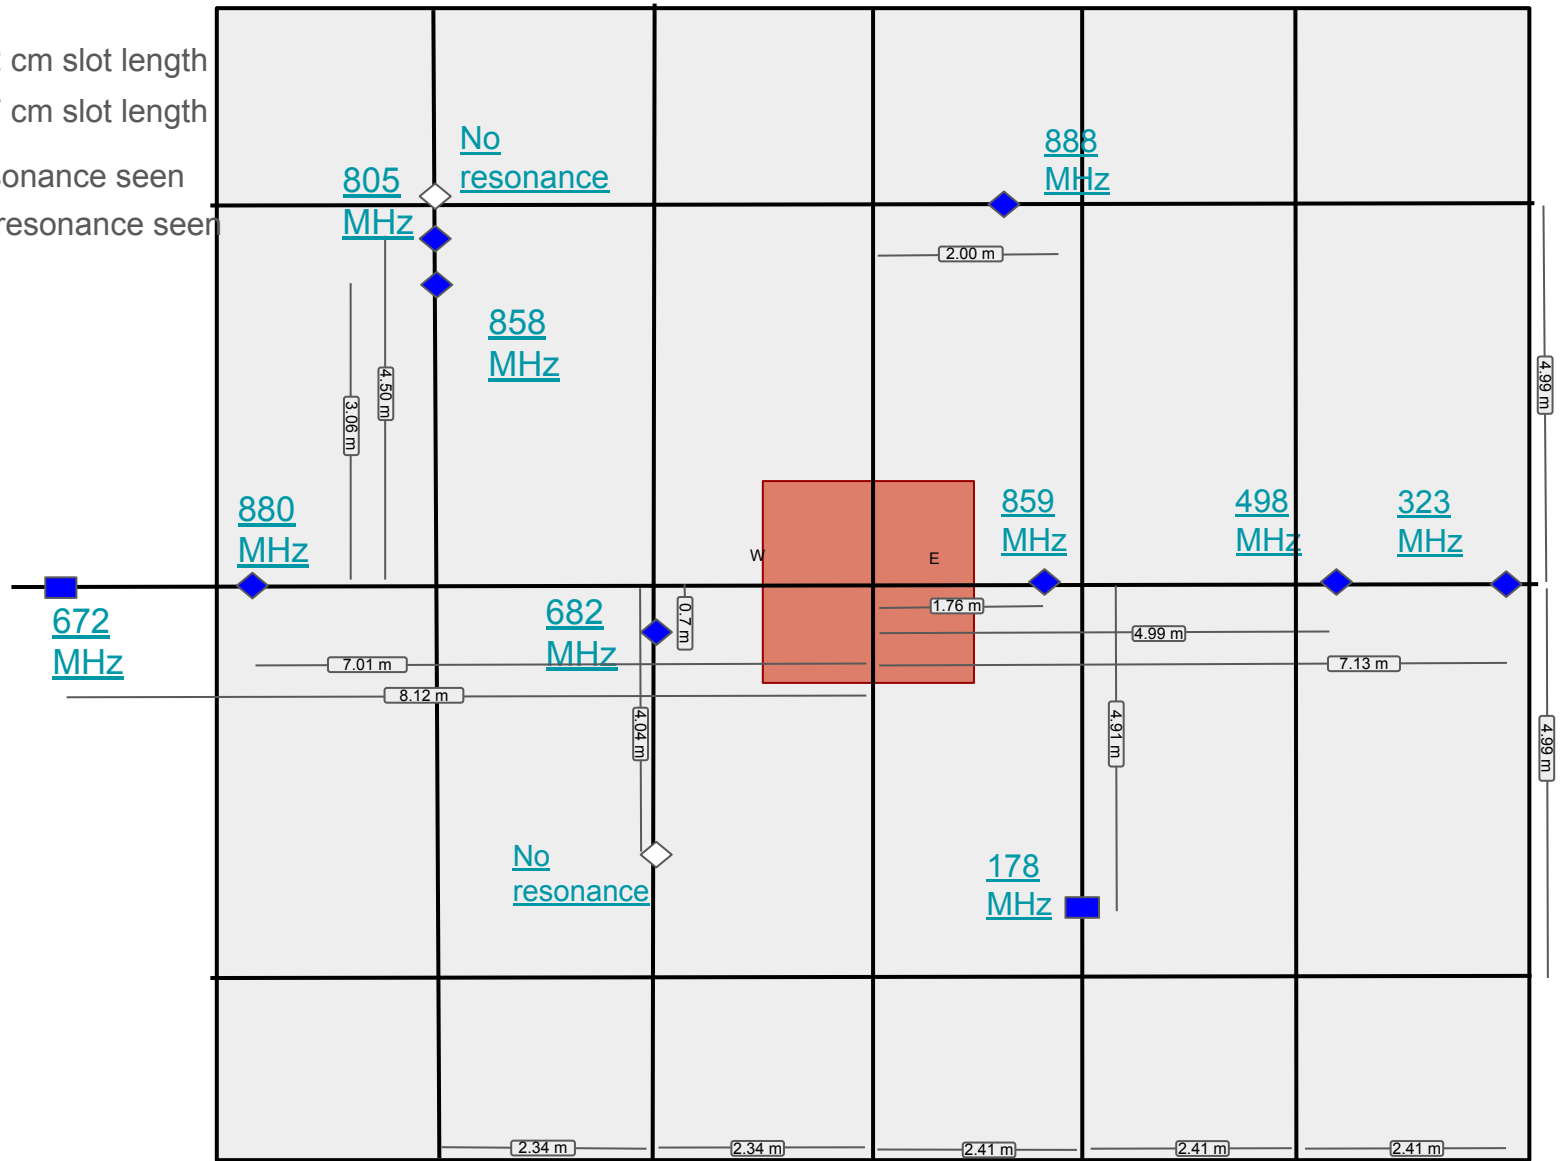 cm slot length
cm slot length
resonance seen
No
resonance
805
MHz
888
MHz
2.00 m
858
MHz
4.50 m
3.06 m
4.99 m
880
MHz
W
E
859
MHz
498
MHz
323
MHz
672
MHz
682
MHz
0.7 m
1.76 m
4.99 m
7.01 m
7.13 m
8.12 m
4.04 m
4.91 m
4.99 m
No
resonance
178
MHz
2.34 m
2.34 m
2.41 m
2.41 m
2.41 m